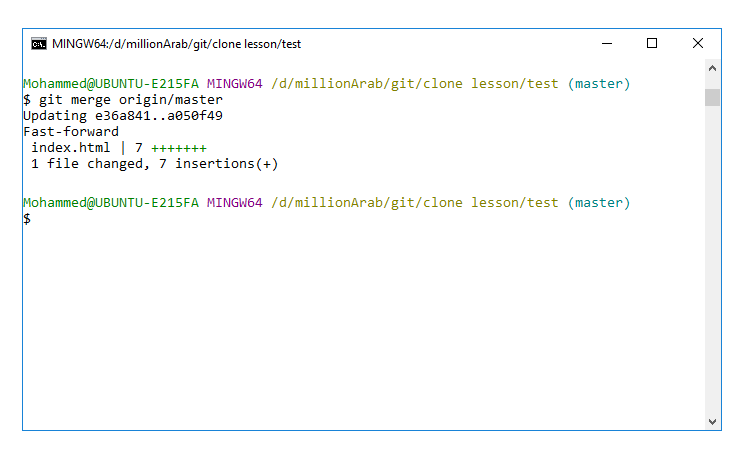 MINGW64:/d/millionArab/git/clone lesson/test
Mohammed@UBUNTU-E215FA MINGW64 /d/millionArab/git/clone lesson/test (master)
$ git merge origin/master
Updating e36a841..a050f49
Fast-forward
 index.html | 7 +++++++
 1 file changed, 7 insertions(+)
Mohammed@UBUNTU-E215FA MINGW64 /d/millionArab/git/clone lesson/test (master)
$